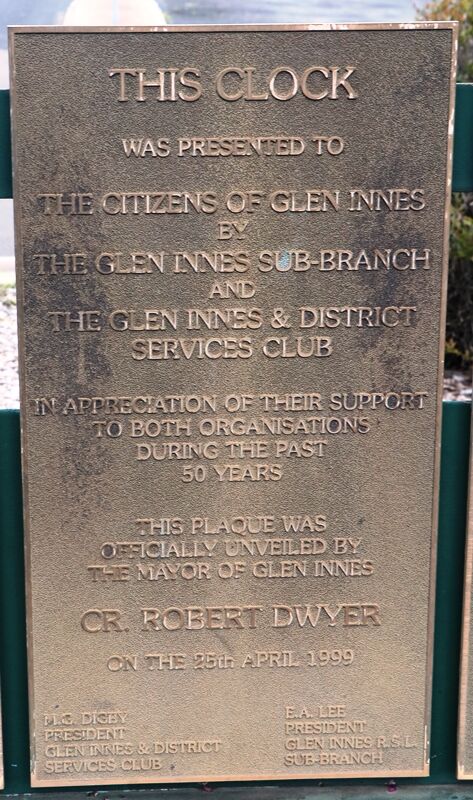 THIS CLOCK
WAS PRESENTED TO
THE CITIZENS OF GLEN INNES
BY
THE GLEN INNES SUB-BRANCH
AND
THE GLEN INNES & DISTRICT
SERVICES CLUB
IN APPRECIATION OF THEIR SUPPORT
TO BOTH ORGANISATIONS
DURING THE PAST
50 YEARS
THIS PLAQUE WAS
OFFICIALLY UNVEILED BY
THE MAYOR OF GLEN INNES
CR. ROBERT DWYER
ON THE 25th APRIL 1999
M.G. DIGBY
PRESIDENT
GLEN INNES & DISTRICT
SERVICES CLUB
E.A. LEE
PRESIDENT
GLEN INNES R.S.L.
SUB-BRANCH